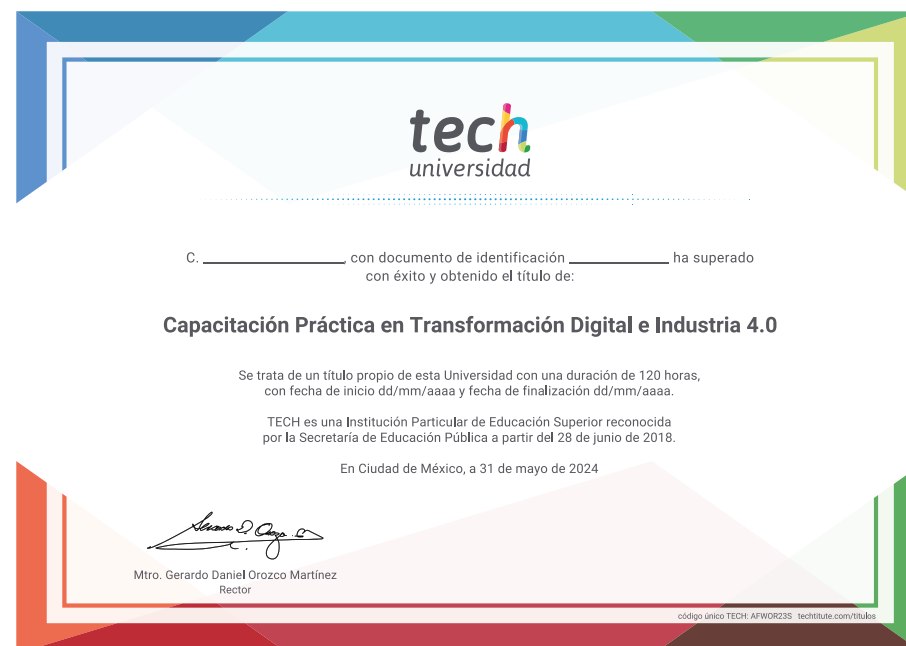 tech
universidad
C. ____________, con documento de identificación ____________ ha superado
con éxito y obtenido el título de:
Capacitación Práctica en Transformación Digital e Industria 4.0
Se trata de un título propio de esta Universidad con una duración de 120 horas,
con fecha de inicio dd/mm/aaaa y fecha de finalización dd/mm/aaaa.
TECH es una Institución Particular de Educación Superior reconocida
por la Secretaría de Educación Pública a partir del 28 de junio de 2018.
En Ciudad de México, a 31 de mayo de 2024
Mtro. Gerardo Daniel Orozco Martínez
Rector
código único TECH: AFWOR23S techtitute.com/titulos